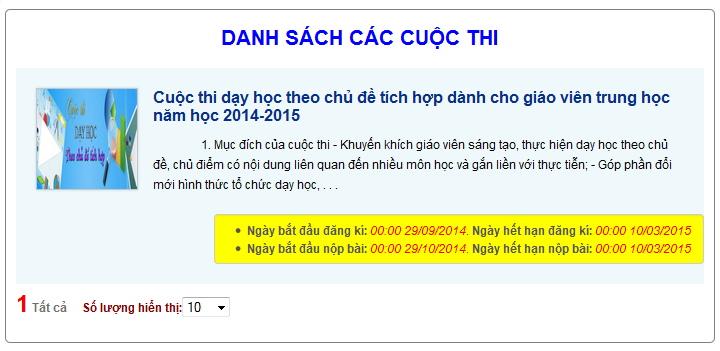 DANH SÁCH CÁC CUỘC THI
Cuộc thi
DẠY HỌC
Theo chủ đề tích hợp
Cuộc thi dạy học theo chủ đề tích hợp dành cho giáo viên trung học
năm học 2014-2015
1. Mục đích của cuộc thi - Khuyến khích giáo viên sáng tạo, thực hiện dạy học theo chủ
đề, chủ điểm có nội dung liên quan đến nhiều môn học và gắn liền với thực tiễn; - Góp phần đổi
mới hình thức tổ chức dạy học, . . .
• Ngày bắt đầu đăng kí: 00:00 29/09/2014. Ngày hết hạn đăng kí: 00:00 10/03/2015
• Ngày bắt đầu nộp bài: 00:00 29/10/2014. Ngày hết hạn nộp bài: 00:00 10/03/2015
1 Tất cả Số lượng hiển thị: 10